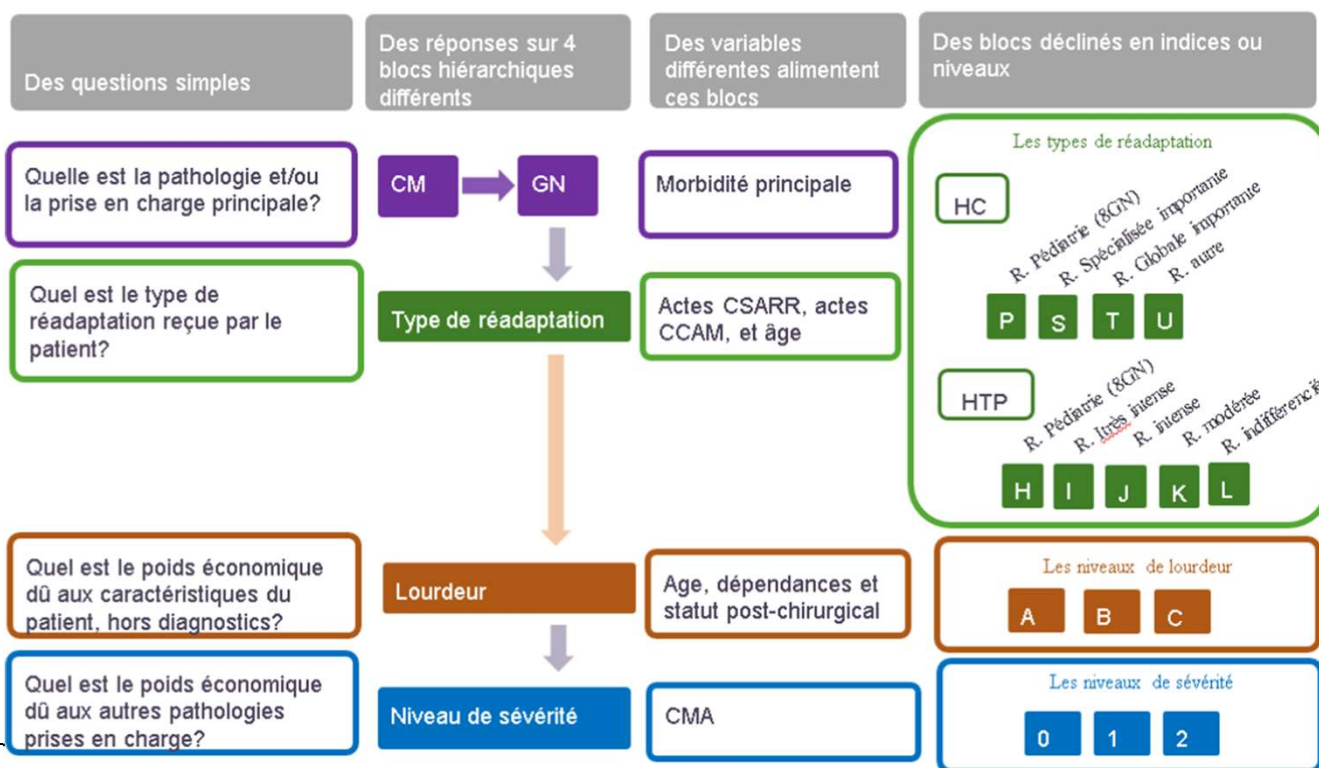 Des questions simples
Des réponses sur 4
blocs hiérarchiques
différents
Des variables
différentes alimentent
ces blocs
Des blocs déclinés en indices ou
niveaux
Quelle est la pathologie et/ou
la prise en charge principale?
CM
GN
Morbidité principale
Quel est le type de
réadaptation reçue par le
patient?
Type de réadaptation
Actes CSARR, actes
CCAM, et âge
Les types de réadaptation
HC
R. Pédiatrie (8GN)
R. Spécialisée importante
R. Globale importante
R. autre
P
S
T
U
HTP
R. Pédiatrie (8GN)
R. Itrès intense
R. intense
R. modérée
R. indifférencié
H
I
J
K
L
Quel est le poids économique
dû aux caractéristiques du
patient, hors diagnostics?
Lourdeur
Age, dépendances et
statut post-chirurgical
Les niveaux de lourdeur
A
B
C
Quel est le poids économique
dû aux autres pathologies
prises en charge?
Niveau de sévérité
CMA
Les niveaux de sévérité
0
1
2